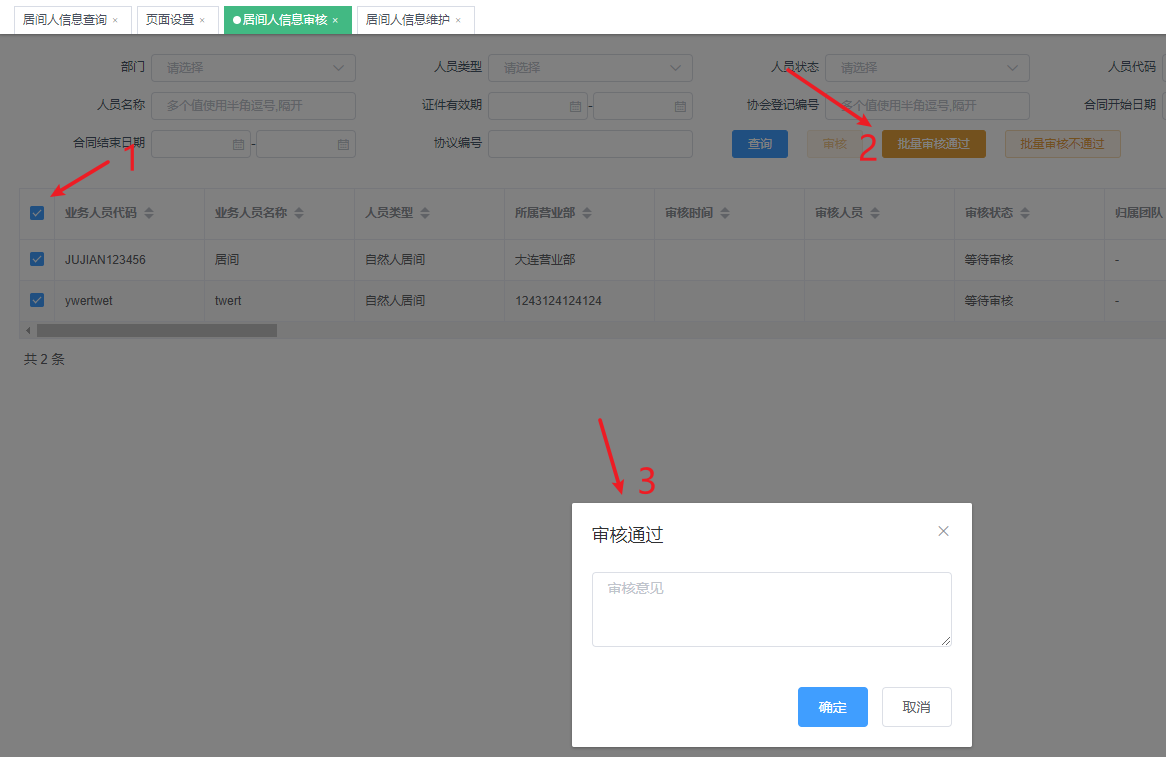 居间人信息查询 × 页面设置 × 居间人信息审核 × 居间人信息维护 ×
部门 请选择 人员类型 请选择 人员状态 请选择 人员代码
人员名称 多个值使用半角逗号,隔开 证件有效期 - 协会登记编号 多个值使用半角逗号,隔开 合同开始日期
合同结束日期 - 协议编号 查询 审核 批量审核通过 批量审核不通过
1 2
业务人员代码 业务人员名称 人员类型 所属营业部 审核时间 审核人员 审核状态 归属团队
JUJIAN123456 居间 自然人居间 大连营业部 等待审核 -
ywertwet twert 自然人居间 1243124124124 等待审核 -
共 2 条
3
审核通过 ×
审核意见
确定 取消